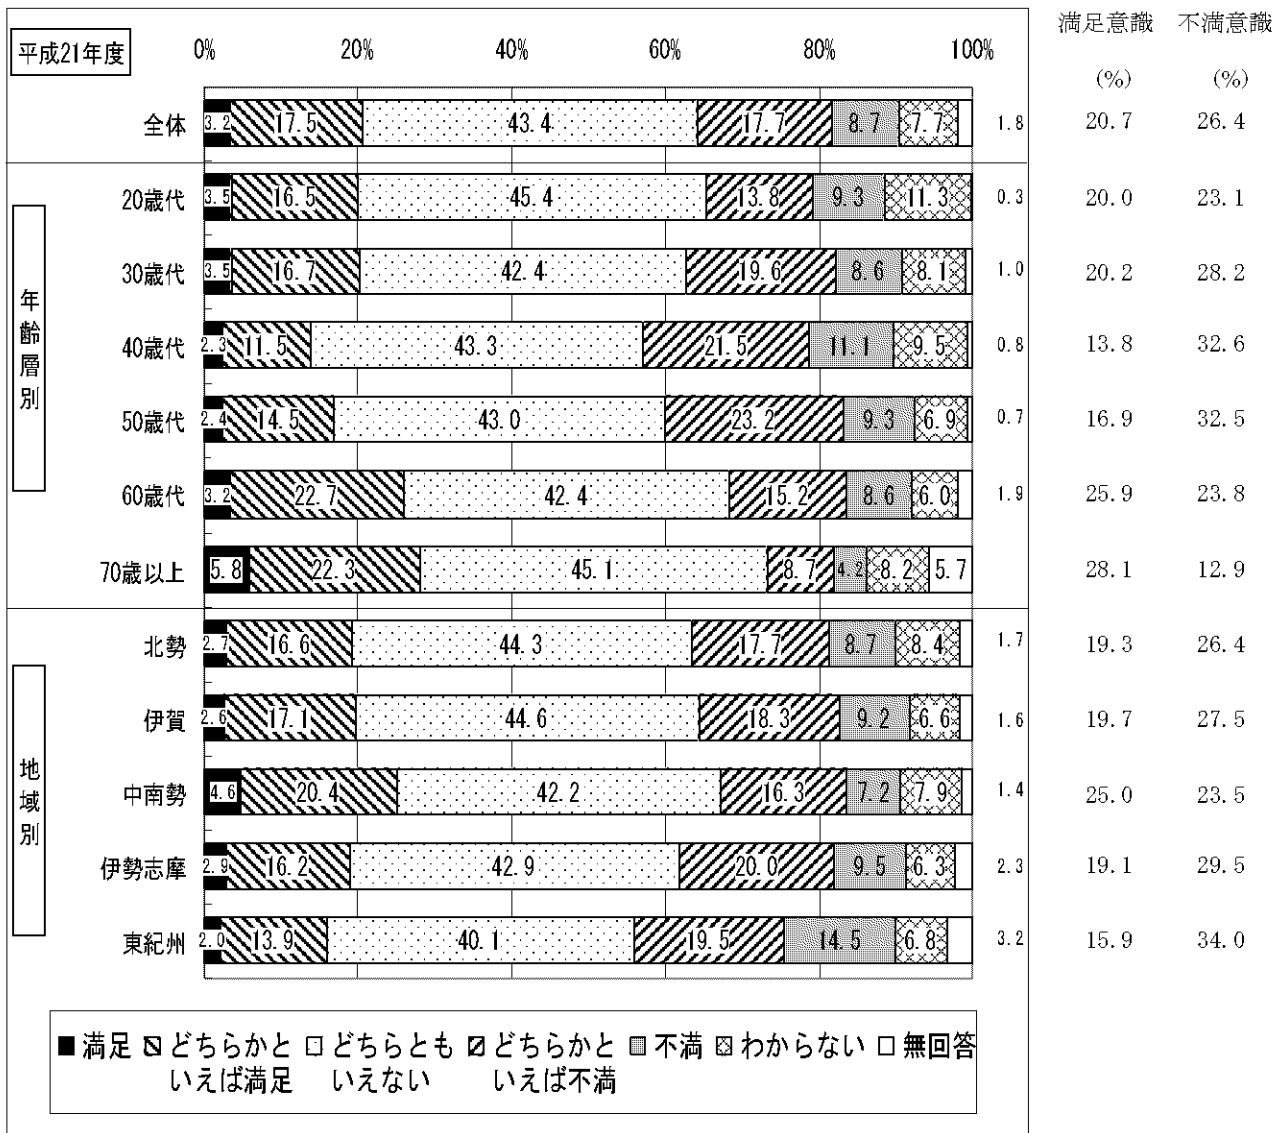 満足意識 不満意識
平成21年度 0% 20% 40% 60% 80% 100% (%) (%)
全体 3.2 17.5 43.4 17.7 8.7 7.7 1.8 20.7 26.4
年齢層別
20歳代 3.5 16.5 45.4 13.8 9.3 11.3 0.3 20.0 23.1
30歳代 3.5 16.7 42.4 19.6 8.6 8.1 1.0 20.2 28.2
40歳代 2.3 11.5 43.3 21.5 11.1 9.5 0.8 13.8 32.6
50歳代 2.4 14.5 43.0 23.2 9.3 6.9 0.7 16.9 32.5
60歳代 3.2 22.7 42.4 15.2 8.6 6.0 1.9 25.9 23.8
70歳以上 5.8 22.3 45.1 8.7 4.2 8.2 5.7 28.1 12.9
地域別
北勢 2.7 16.6 44.3 17.7 8.7 8.4 1.7 19.3 26.4
伊賀 2.6 17.1 44.6 18.3 9.2 6.6 1.6 19.7 27.5
中南勢 4.6 20.4 42.2 16.3 7.2 7.9 1.4 25.0 23.5
伊勢志摩 2.9 16.2 42.9 20.0 9.5 6.3 2.3 19.1 29.5
東紀州 2.0 13.9 40.1 19.5 14.5 6.8 3.2 15.9 34.0
満足 どちらかと どちらとも どちらかと 不満 わからない 無回答
いえば満足 いえない いえば不満